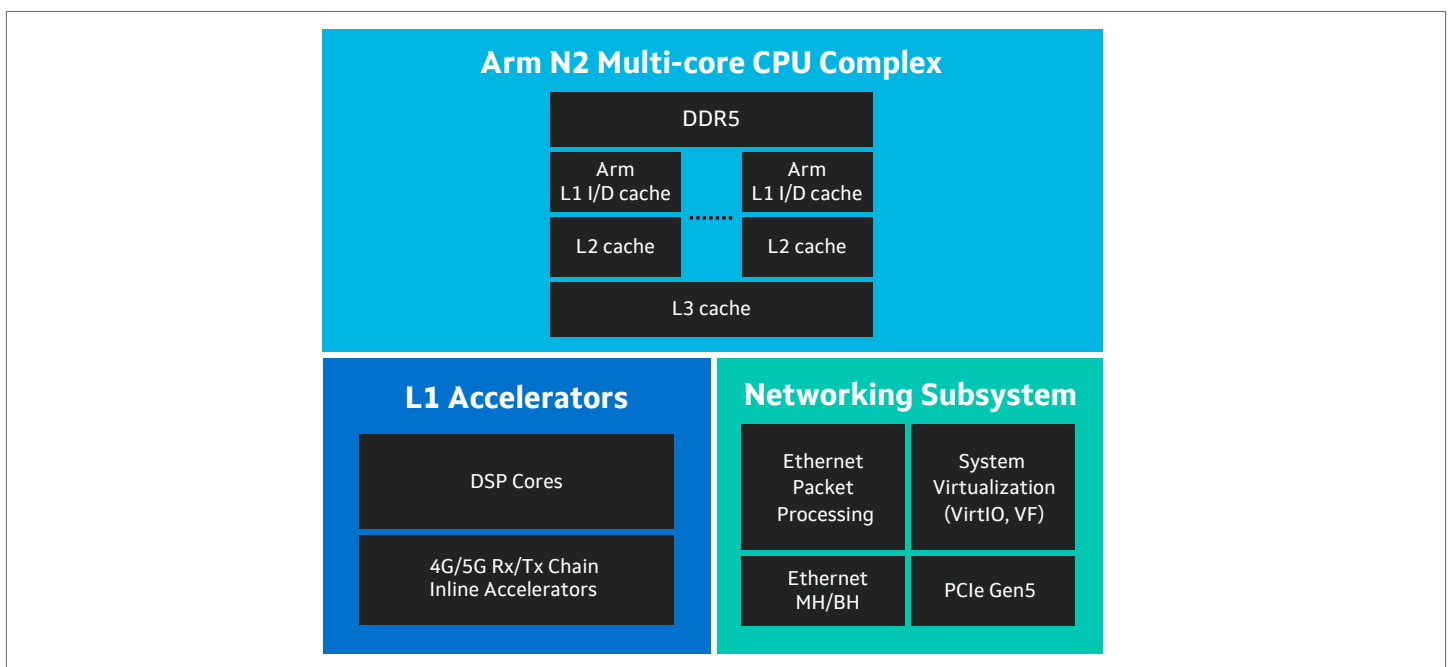 Arm N2 Multi-core CPU Complex
DDR5
Arm
L1 I/D cache
Arm
L1 I/D cache
L2 cache
L2 cache
L3 cache
L1 Accelerators
DSP Cores
4G/5G Rx/Tx Chain
Inline Accelerators
Networking Subsystem
Ethernet
Packet
Processing
System
Virtualization
(VirtIO, VF)
Ethernet
MH/BH
PCIe Gen5